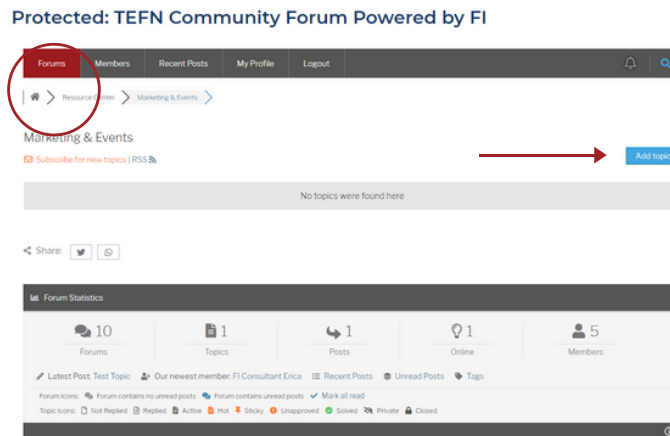 Protected: TEFN Community Forum Powered by FI
Forums Members Recent Posts My Profile Logout
Resource Center Marketing & Events
Marketing & Events
Subscribe for new topics | RSS
Add topic
No topics were found here
Share:
Forum Statistics
10 1 1 1 5
Forums Topics Posts Online Members
Latest Post: Test Topic Our newest member: FI Consultant Erica Recent Posts Unread Posts Tags
Forum Icons: Forum contains no unread posts Forum contains unread posts Mark all read
Topic Icons: Not Replied Replied Active Hot Sticky Unapproved Solved Private Closed